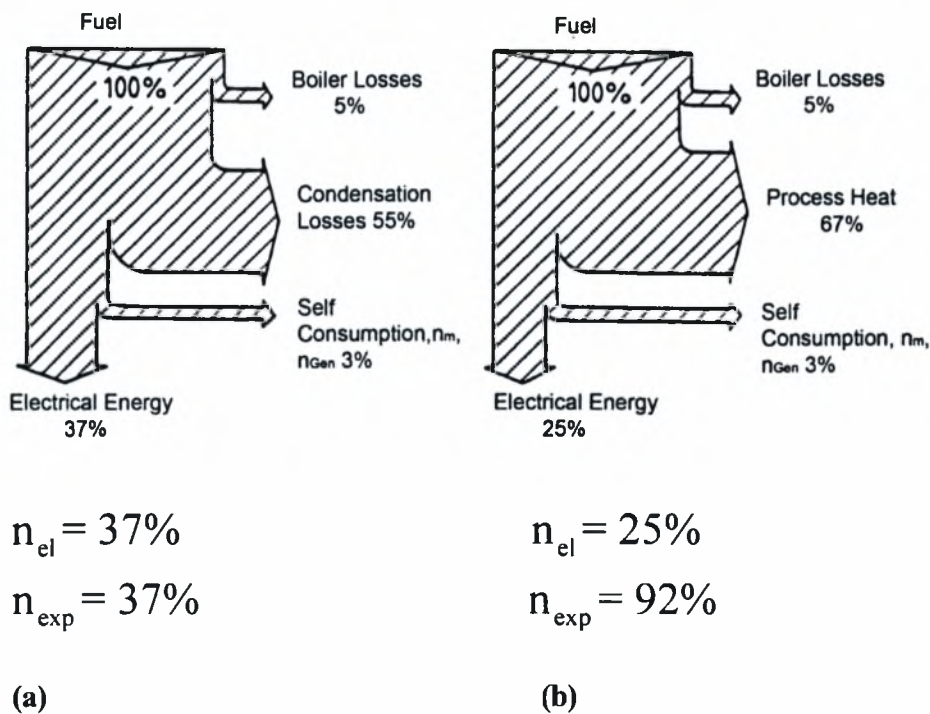 Fuel
100%
Boiler Losses
5%
Condensation
Losses 55%
Self
Consumption,nm,
nGen 3%
Electrical Energy
37%
nel = 37%
nexp = 37%
(a)
Fuel
100%
Boiler Losses
5%
Process Heat
67%
Self
Consumption, nm,
nGen 3%
Electrical Energy
25%
nel = 25%
nexp = 92%
(b)